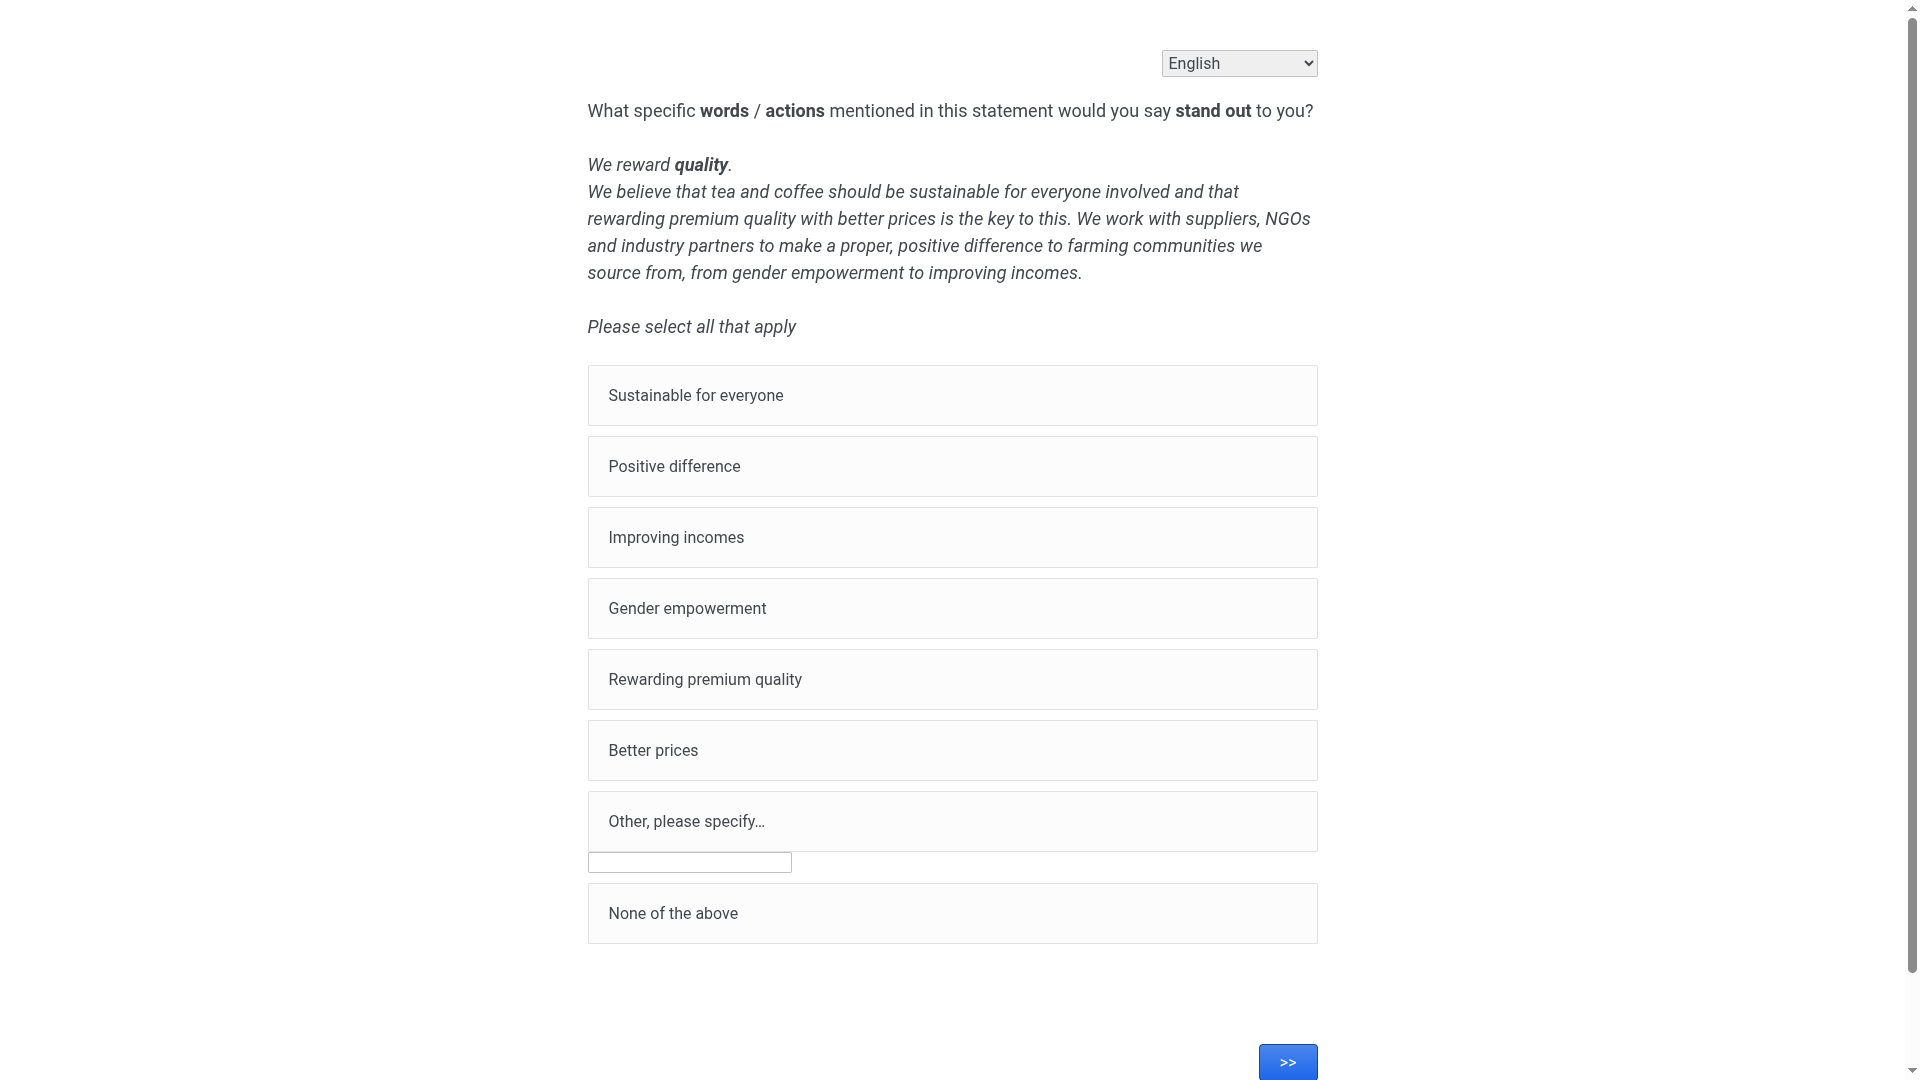 English
What specific words / actions mentioned in this statement would you say stand out to you?
We reward quality.
We believe that tea and coffee should be sustainable for everyone involved and that
rewarding premium quality with better prices is the key to this. We work with suppliers, NGOs
and industry partners to make a proper, positive difference to farming communities we
source from, from gender empowerment to improving incomes.
Please select all that apply
Sustainable for everyone
Positive difference
Improving incomes
Gender empowerment
Rewarding premium quality
Better prices
Other, please specify...
None of the above
>>